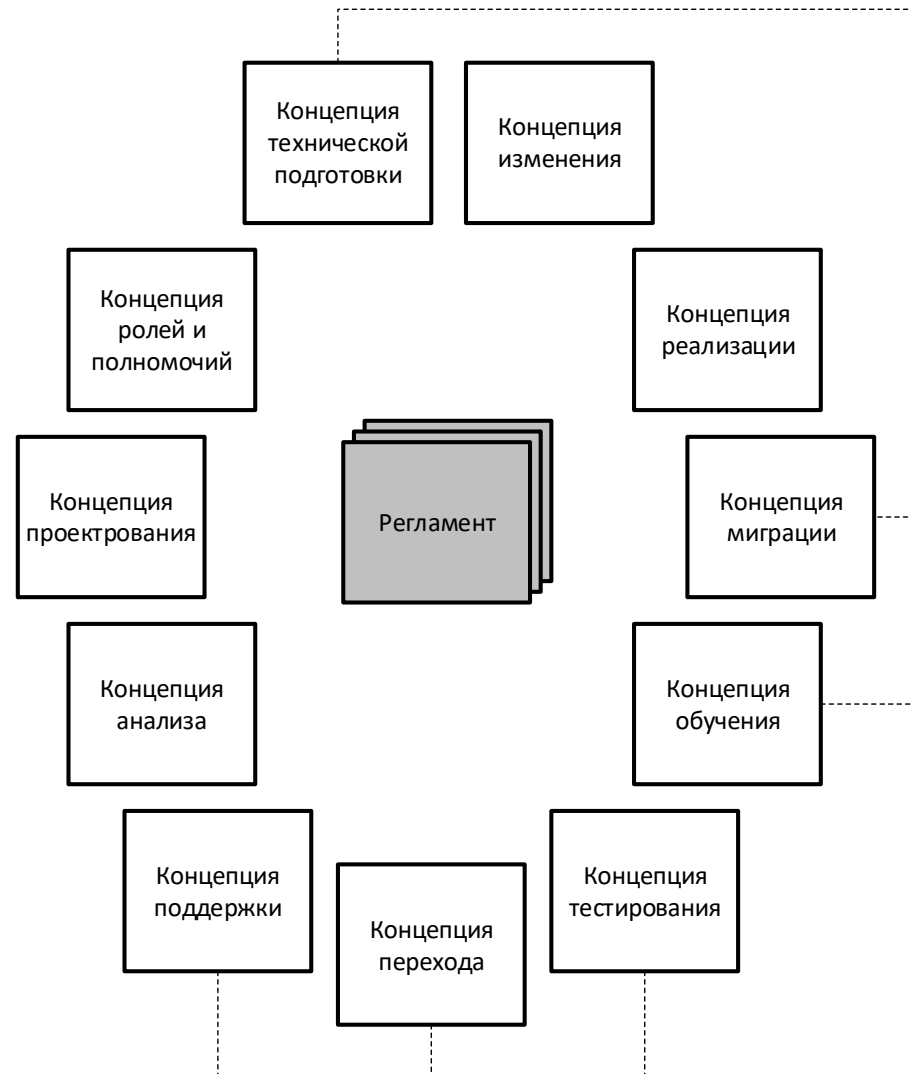 Концепция
технической
подготовки
Концепция
изменения
Концепция
ролей и
полномочий
Концепция
реализации
Концепция
проектрования
Регламент
Концепция
миграции
Концепция
анализа
Концепция
обучения
Концепция
поддержки
Концепция
перехода
Концепция
тестирования